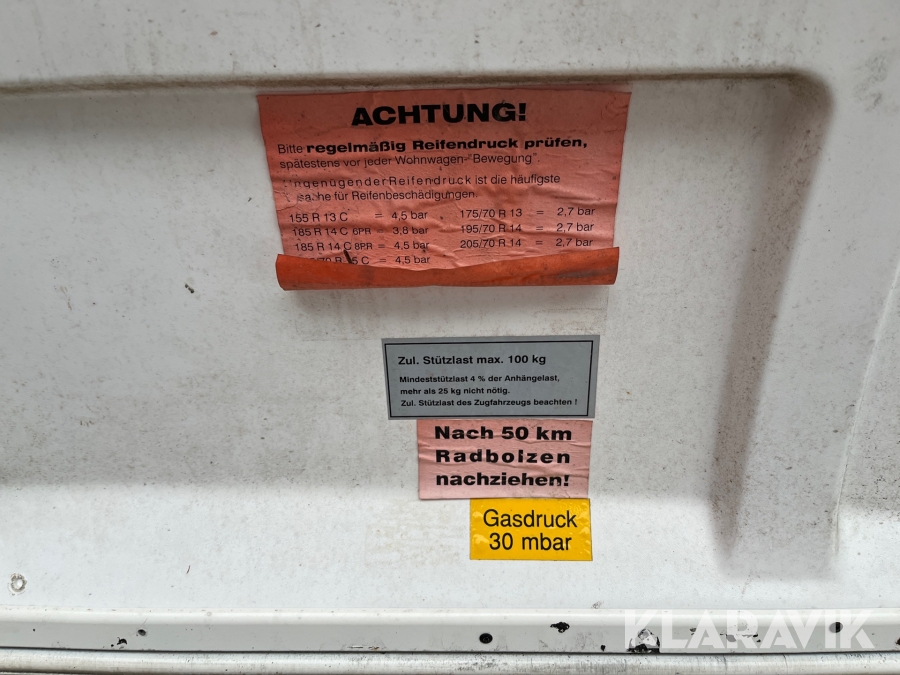 ACHTUNG!
Bitte regelmäßig Reifendruck prüfen,
spätestens vor jeder Wohnwagen-"Bewegung".
ngenügender Reifendruck ist die häufigste
sache für Reifenbeschädigungen.
155 R 13 C = 4,5 bar 175/70 R 13 = 2,7 bar
185 R 14 C 6PR = 3,8 bar 195/70 R 14 = 2,7 bar
185 R 14 C 8PR = 4,5 bar 205/70 R 14 = 2,7 bar
5 C = 4,5 bar
Zul. Stützlast max. 100 kg
Mindeststützlast 4 % der Anhängelast,
mehr als 25 kg nicht nötig.
Zul. Stützlast des Zugfahrzeugs beachten !
Nach 50 km
Radbolzen
nachziehen!
Gasdruck
30 mbar
KLARAVIK